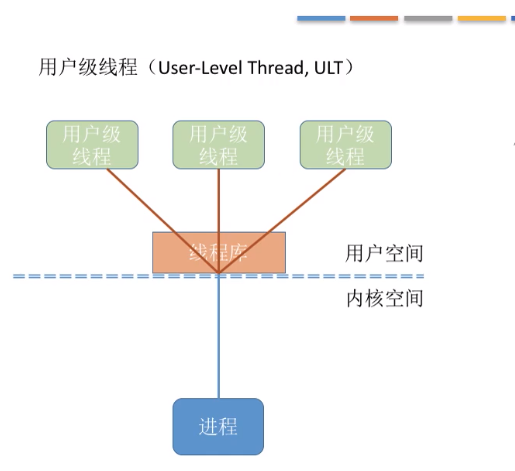 用户级线程（User-Level Thread, ULT）
用户级
线程
用户级
线程
用户级
线程
线程库
用户空间
内核空间
进程